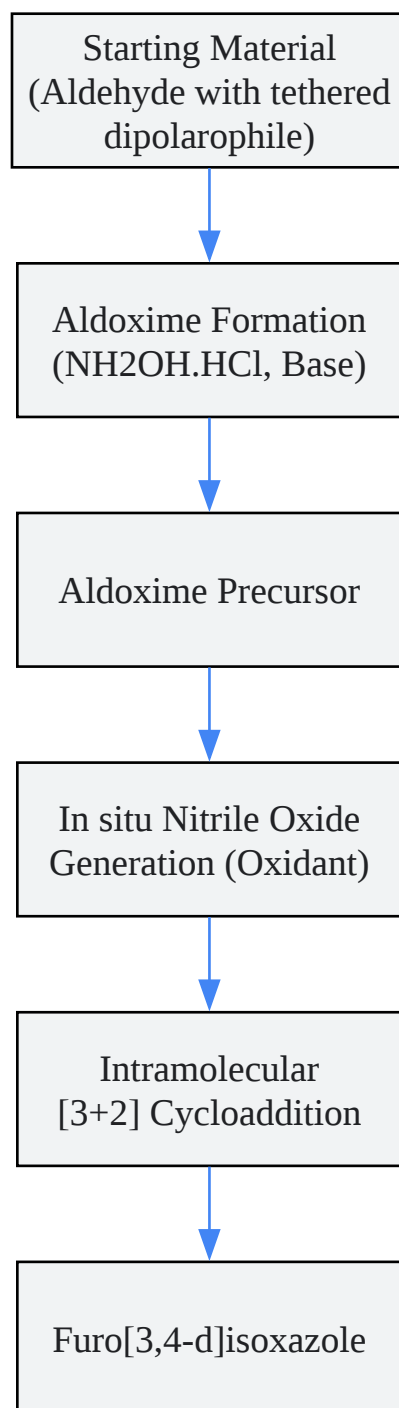 Starting Material
(Aldehyde with tethered
dipolarophile)
Aldoxime Formation
(NH2OH.HCl, Base)
Aldoxime Precursor
In situ Nitrile Oxide
Generation (Oxidant)
Intramolecular
[3+2] Cycloaddition
Furo[3,4-d]isoxazole